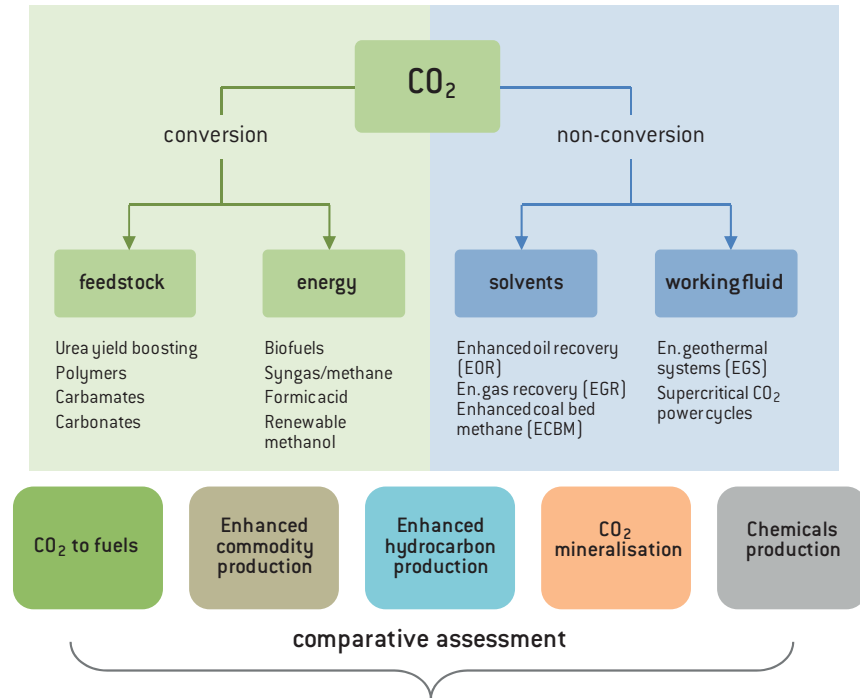 CO₂
conversion
non-conversion
feedstock
energy
solvents
working fluid
Urea yield boosting
Polymers
Carbamates
Carbonates
Biofuels
Syngas/methane
Formic acid
Renewable
methanol
Enhanced oil recovery
(EOR)
En. gas recovery (EGR)
Enhanced coal bed
methane (ECBM)
En. geothermal
systems (EGS)
Supercritical CO₂
power cycles
CO₂ to fuels
Enhanced
commodity
production
Enhanced
hydrocarbon
production
CO₂
mineralisation
Chemicals
production
comparative assessment